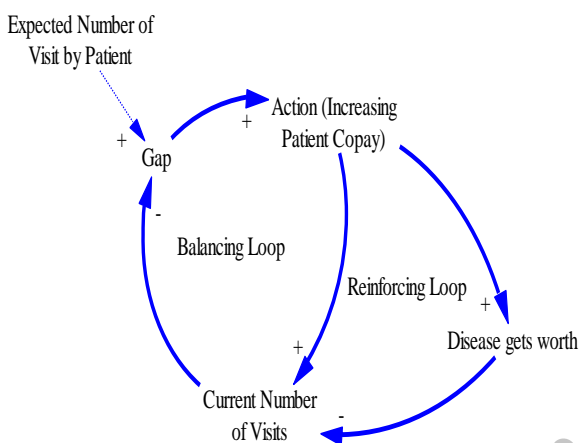 Expected Number of
Visit by Patient
+
Gap
+
Action (Increasing
Patient Copay)
-
Balancing Loop
Reinforcing Loop
+
Disease gets worth
+
Current Number
of Visits
-